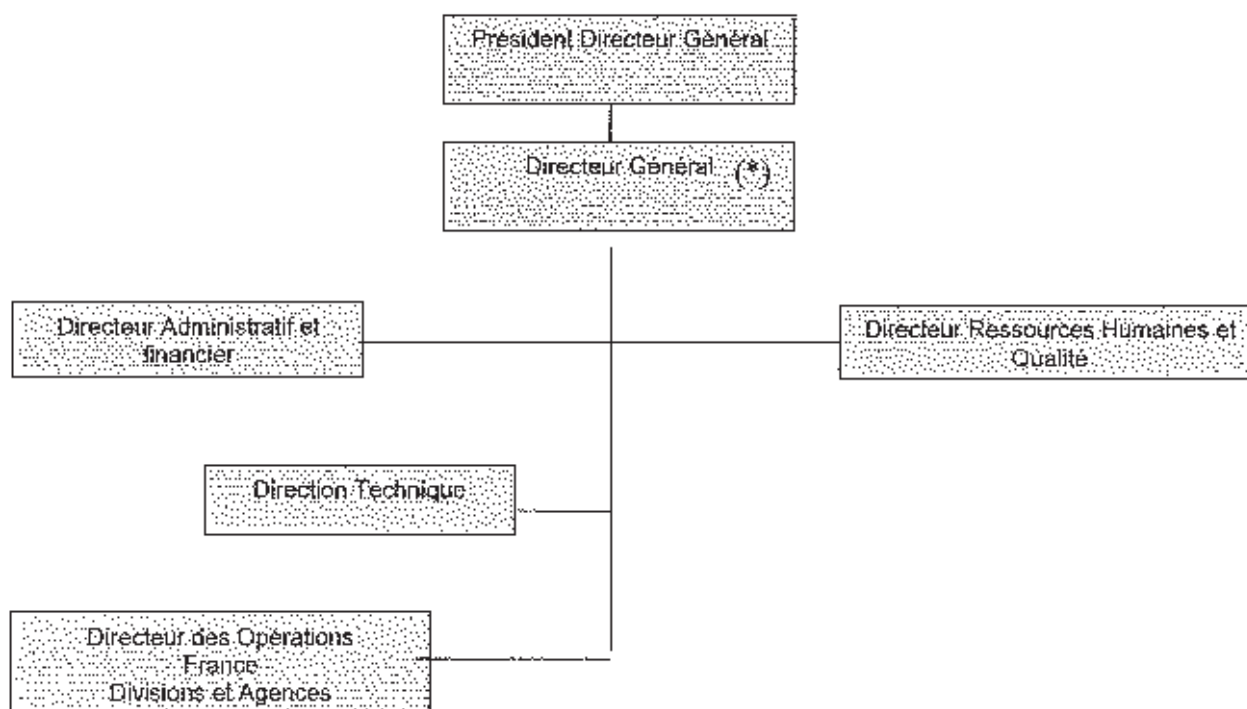 Président Directeur Général
Directeur Général (*)
Directeur Administratif et
financier
Directeur Ressources Humaines et
Qualité
Direction Technique
Directeur des Opérations
France
Divisions et Agences